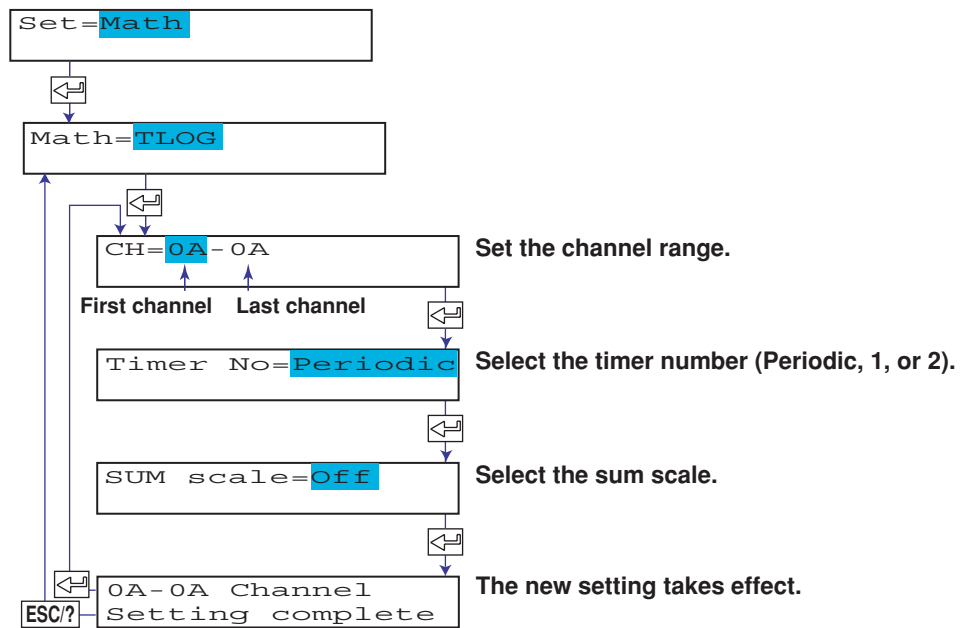 Set=Math
Math=TLOG
CH=0A-0A
Set the channel range.
First channel Last channel
Timer No=Periodic
Select the timer number (Periodic, 1, or 2).
SUM scale=Off
Select the sum scale.
0A-0A Channel
The new setting takes effect.
ESC/?
Setting complete